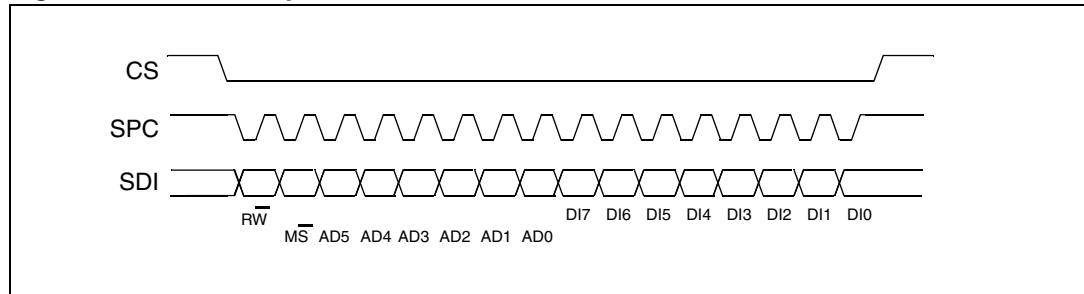 CS
SPC
SDI
RW DI7 DI6 DI5 DI4 DI3 DI2 DI1 DI0
MS AD5 AD4 AD3 AD2 AD1 AD0